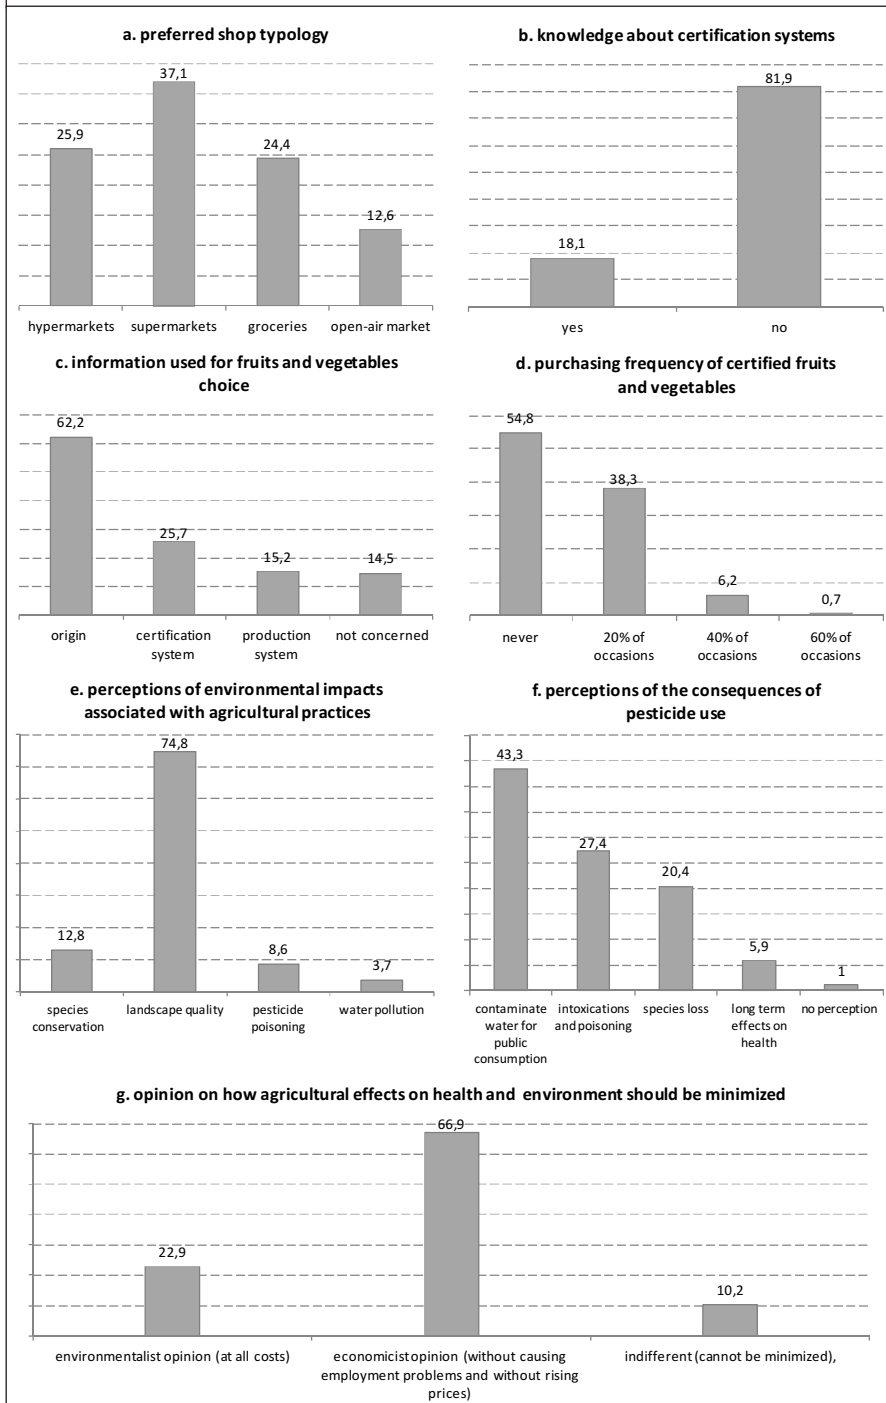 a. preferred shop typology
37,1
25,9
24,4
12,6
hypermarkets supermarkets groceries open-air market
b. knowledge about certification systems
81,9
18,1
yes no
c. information used for fruits and vegetables
choice
62,2
25,7
15,2
14,5
origin certification production not concerned
system system
d. purchasing frequency of certified fruits
and vegetables
54,8
38,3
6,2
0,7
never 20% of 40% of 60% of
occasions occasions occasions
e. perceptions of environmental impacts
associated with agricultural practices
74,8
12,8
8,6
3,7
species landscape quality pesticide water pollution
conservation poisoning
f. perceptions of the consequences of
pesticide use
43,3
27,4
20,4
5,9
1
contaminate intoxications species loss long term no perception
water for and poisoning effects on
public health
consumption
g. opinion on how agricultural effects on health and environment should be minimized
66,9
22,9
10,2
environmentalist opinion (at all costs) economicist opinion (without causing indifferent (cannot be minimized),
employment problems and without rising
prices)